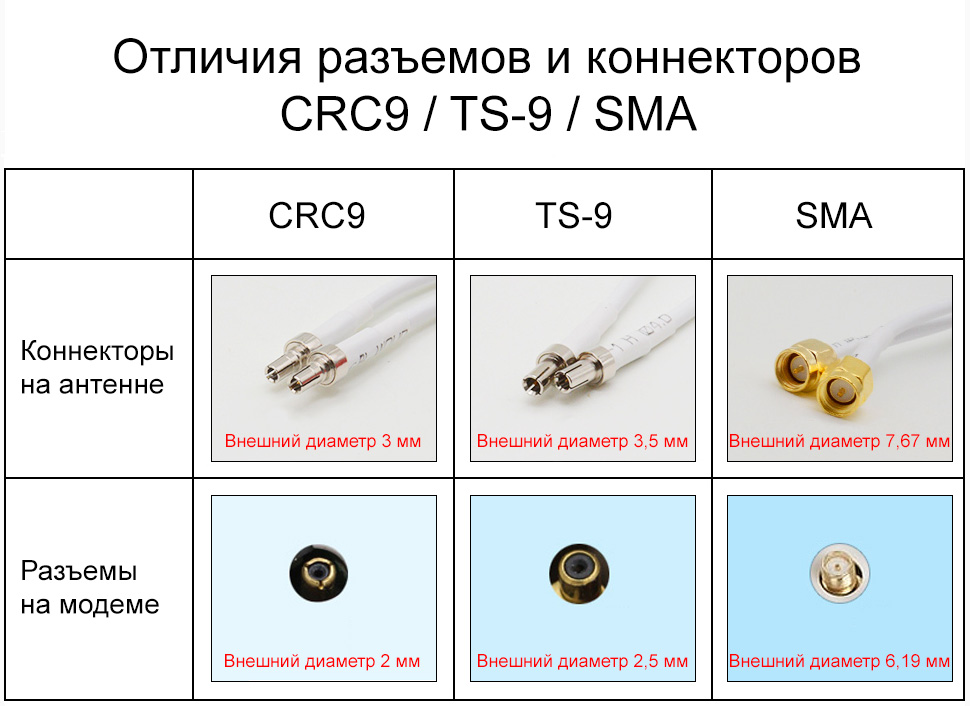 Отличия разъемов и коннекторов
CRC9 / TS-9 / SMA
CRC9
TS-9
SMA
Коннекторы
на антенне
Внешний диаметр 3 мм
Внешний диаметр 3,5 мм
Внешний диаметр 7,67 мм
Разъемы
на модеме
Внешний диаметр 2 мм
Внешний диаметр 2,5 мм
Внешний диаметр 6,19 мм